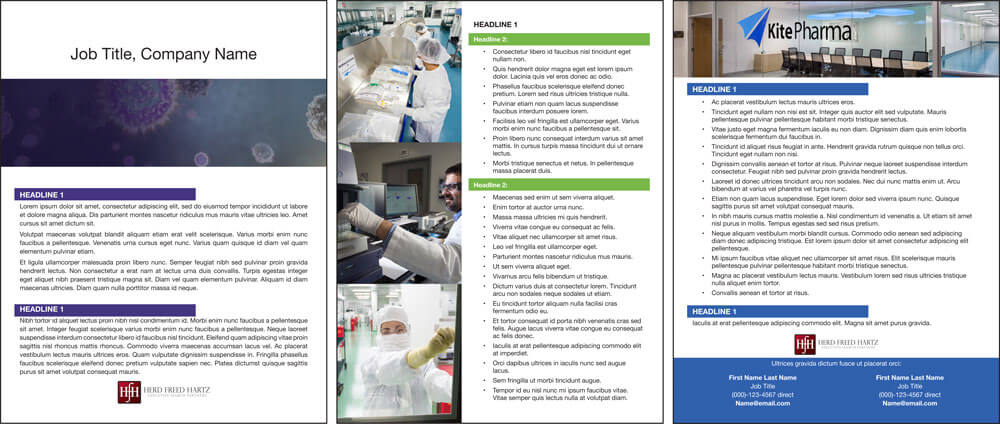 Job Title, Company Name
HEADLINE 1
Lorem ipsum dolor sit amet, consectetur adipiscing elit, sed do eiusmod tempor incididunt ut labore
et dolore magna aliqua. Dis parturient montes nascetur ridiculus mus mauris vitae ultricies leo. Amet
cursus sit amet dictum sit.
Volutpat maecenas volutpat blandit aliquam etiam erat velit scelerisque. Varius morbi enim nunc
faucibus a pellentesque. Venenatis urna cursus eget nunc. Varius quam quisque id diam vel quam
elementum pulvinar etiam.
Et ligula ullamcorper malesuada proin libero nunc. Semper feugiat nibh sed pulvinar proin gravida
hendrerit lectus. Non consectetur a erat nam at lectus urna duis convallis. Turpis egestas integer
eget aliquet nibh praesent tristique magna sit. Diam vel quam elementum pulvinar. Aliquam id diam
maecenas ultricies. Diam quam nulla porttitor massa id neque.
HEADLINE 1
Nibh tortor id aliquet lectus proin nibh nisl condimentum id. Morbi enim nunc faucibus a pellentesque
sit amet. Integer feugiat scelerisque varius morbi enim nunc faucibus a pellentesque. Neque laoreet
suspendisse interdum consectetur libero id faucibus nisl tincidunt. Eleifend quam adipiscing vitae proin
sagittis nisl rhoncus mattis rhoncus. Commodo viverra maecenas accumsan lacus vel. Ac placerat
vestibulum lectus mauris ultrices eros. Quam vulputate dignissim suspendisse in. Fringilla phasellus
faucibus scelerisque eleifend donec pretium vulputate sapien nec. Platea dictumst quisque sagittis
purus sit amet volutpat consequat mauris.
HfH HERD FREED HARTZ
EXECUTIVE SEARCH PARTNERS
HEADLINE 1
Headline 2:
• Consectetur libero id faucibus nisl tincidunt eget
nullam non.
• Quis hendrerit dolor magna eget est lorem ipsum
dolor. Lacinia quis vel eros donec ac odio.
• Phasellus faucibus scelerisque eleifend donec
pretium. Lorem sed risus ultricies tristique nulla.
• Pulvinar etiam non quam lacus suspendisse
faucibus interdum posuere lorem.
• Facilisis leo vel fringilla est ullamcorper eget. Varius
morbi enim nunc faucibus a pellentesque sit.
• Proin libero nunc consequat interdum varius sit amet
mattis. In cursus turpis massa tincidunt dui ut ornare
lectus.
• Morbi tristique senectus et netus. In pellentesque
massa placerat duis.
Headline 2:
• Maecenas sed enim ut sem viverra aliquet.
• Enim tortor at auctor urna nunc.
• Massa massa ultricies mi quis hendrerit.
• Viverra vitae congue eu consequat ac felis.
• Vitae aliquet nec ullamcorper sit amet risus.
• Leo vel fringilla est ullamcorper eget.
• Parturient montes nascetur ridiculus mus mauris.
• Ut sem viverra aliquet eget.
• Vivamus arcu felis bibendum ut tristique.
• Dictum varius duis at consectetur lorem. Tincidunt
arcu non sodales neque sodales ut etiam.
• Eu tincidunt tortor aliquam nulla facilisi cras
fermentum odio eu.
• Et tortor consequat id porta nibh venenatis cras sed
felis. Augue lacus viverra vitae congue eu consequat
ac felis donec.
• Iaculis at erat pellentesque adipiscing commodo elit
at imperdiet.
• Orci dapibus ultrices in iaculis nunc sed augue
lacus.
• Sem fringilla ut morbi tincidunt augue.
• Tempor id eu nisl nunc mi ipsum faucibus vitae.
Vitae semper quis lectus nulla at volutpat diam.
KitePharma
HEADLINE 1
• Ac placerat vestibulum lectus mauris ultrices eros.
• Tincidunt eget nullam non nisi est sit. Integer quis auctor elit sed vulputate. Mauris
pellentesque pulvinar pellentesque habitant morbi tristique senectus.
• Vitae justo eget magna fermentum iaculis eu non diam. Dignissim diam quis enim lobortis
scelerisque fermentum dui faucibus in.
• Tincidunt id aliquet risus feugiat in ante. Hendrerit gravida rutrum quisque non tellus orci.
Tincidunt eget nullam non nisi.
• Dignissim convallis aenean et tortor at risus. Pulvinar neque laoreet suspendisse interdum
consectetur. Feugiat nibh sed pulvinar proin gravida hendrerit lectus.
• Laoreet id donec ultrices tincidunt arcu non sodales. Nec dui nunc mattis enim ut. Arcu
bibendum at varius vel pharetra vel turpis nunc.
• Etiam non quam lacus suspendisse. Eget lorem dolor sed viverra ipsum nunc. Quisque
sagittis purus sit amet volutpat consequat mauris.
• In nibh mauris cursus mattis molestie a. Nisl condimentum id venenatis a. Ut etiam sit amet
nisl purus in mollis. Tempus egestas sed sed risus pretium.
• Neque aliquam vestibulum morbi blandit cursus. Commodo odio aenean sed adipiscing
diam donec adipiscing tristique. Est lorem ipsum dolor sit amet consectetur adipiscing elit
pellentesque.
• Mi ipsum faucibus vitae aliquet nec ullamcorper sit amet risus. Elit scelerisque mauris
pellentesque pulvinar pellentesque habitant morbi tristique senectus.
• Magna ac placerat vestibulum lectus mauris. Vestibulum lorem sed risus ultricies tristique
nulla aliquet enim tortor.
• Convallis aenean et tortor at risus.
HEADLINE 1
Iaculis at erat pellentesque adipiscing commodo elit. Magna sit amet purus gravida.
HfH HERD FREED HARTZ
EXECUTIVE SEARCH PARTNERS
Ultrices gravida dictum fusce ut placerat orci:
First Name Last Name
Job Title
(000)-123-4567 direct
Name@email.com
First Name Last Name
Job Title
(000)-123-4567 direct
Name@email.com